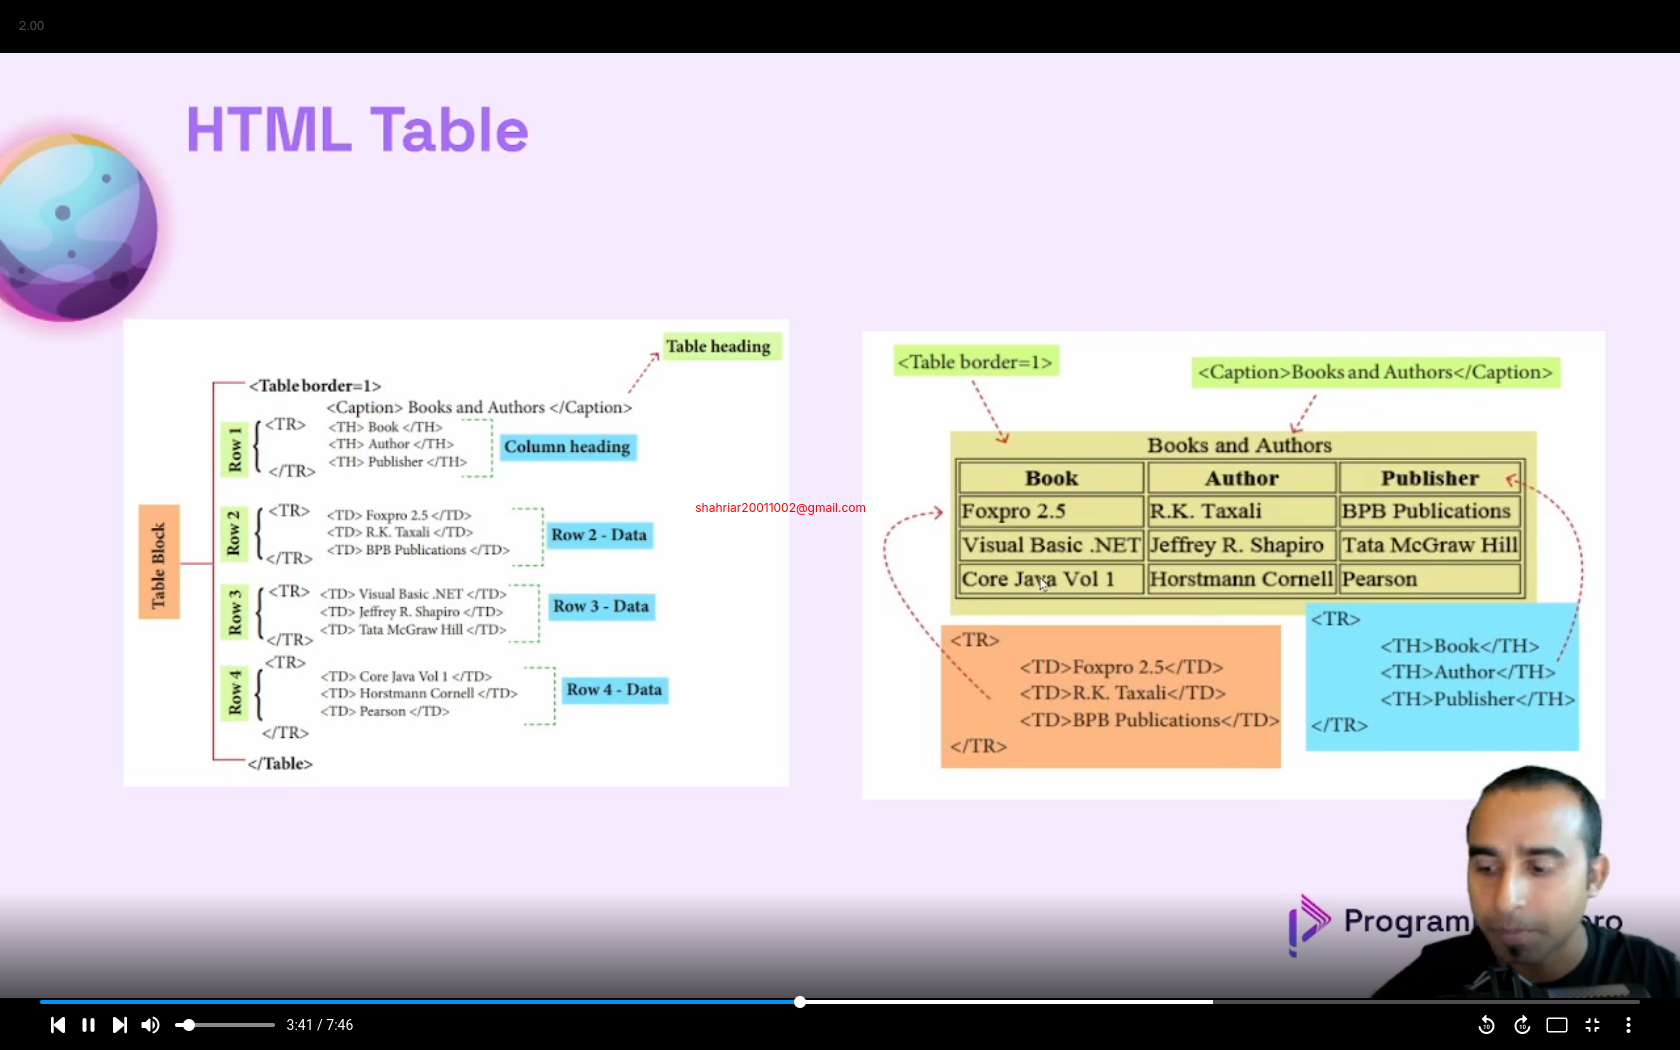 2.00
HTML Table
Table heading
<Table border=1>
<Caption> Books and Authors </Caption>
Table Block
Row 1
<TR>
<TH> Book </TH>
<TH> Author </TH>
<TH> Publisher </TH>
</TR>
Column heading
Row 2
<TR>
<TD> Foxpro 2.5 </TD>
<TD> R.K. Taxali </TD>
<TD> BPB Publications </TD>
</TR>
Row 2 - Data
Row 3
<TR>
<TD> Visual Basic .NET </TD>
<TD> Jeffrey R. Shapiro </TD>
<TD> Tata McGraw Hill </TD>
</TR>
Row 3 - Data
Row 4
<TR>
<TD> Core Java Vol 1 </TD>
<TD> Horstmann Cornell </TD>
<TD> Pearson </TD>
</TR>
Row 4 - Data
</Table>
shahriar20011002@gmail.com
<Table border=1>
<Caption>Books and Authors</Caption>
Books and Authors
Book Author Publisher
Foxpro 2.5 R.K. Taxali BPB Publications
Visual Basic .NET Jeffrey R. Shapiro Tata McGraw Hill
Core Java Vol 1 Horstmann Cornell Pearson
<TR>
<TD>Foxpro 2.5</TD>
<TD>R.K. Taxali</TD>
<TD>BPB Publications</TD>
</TR>
<TR>
<TH>Book</TH>
<TH>Author</TH>
<TH>Publisher</TH>
</TR>
3:41 / 7:46
10
10